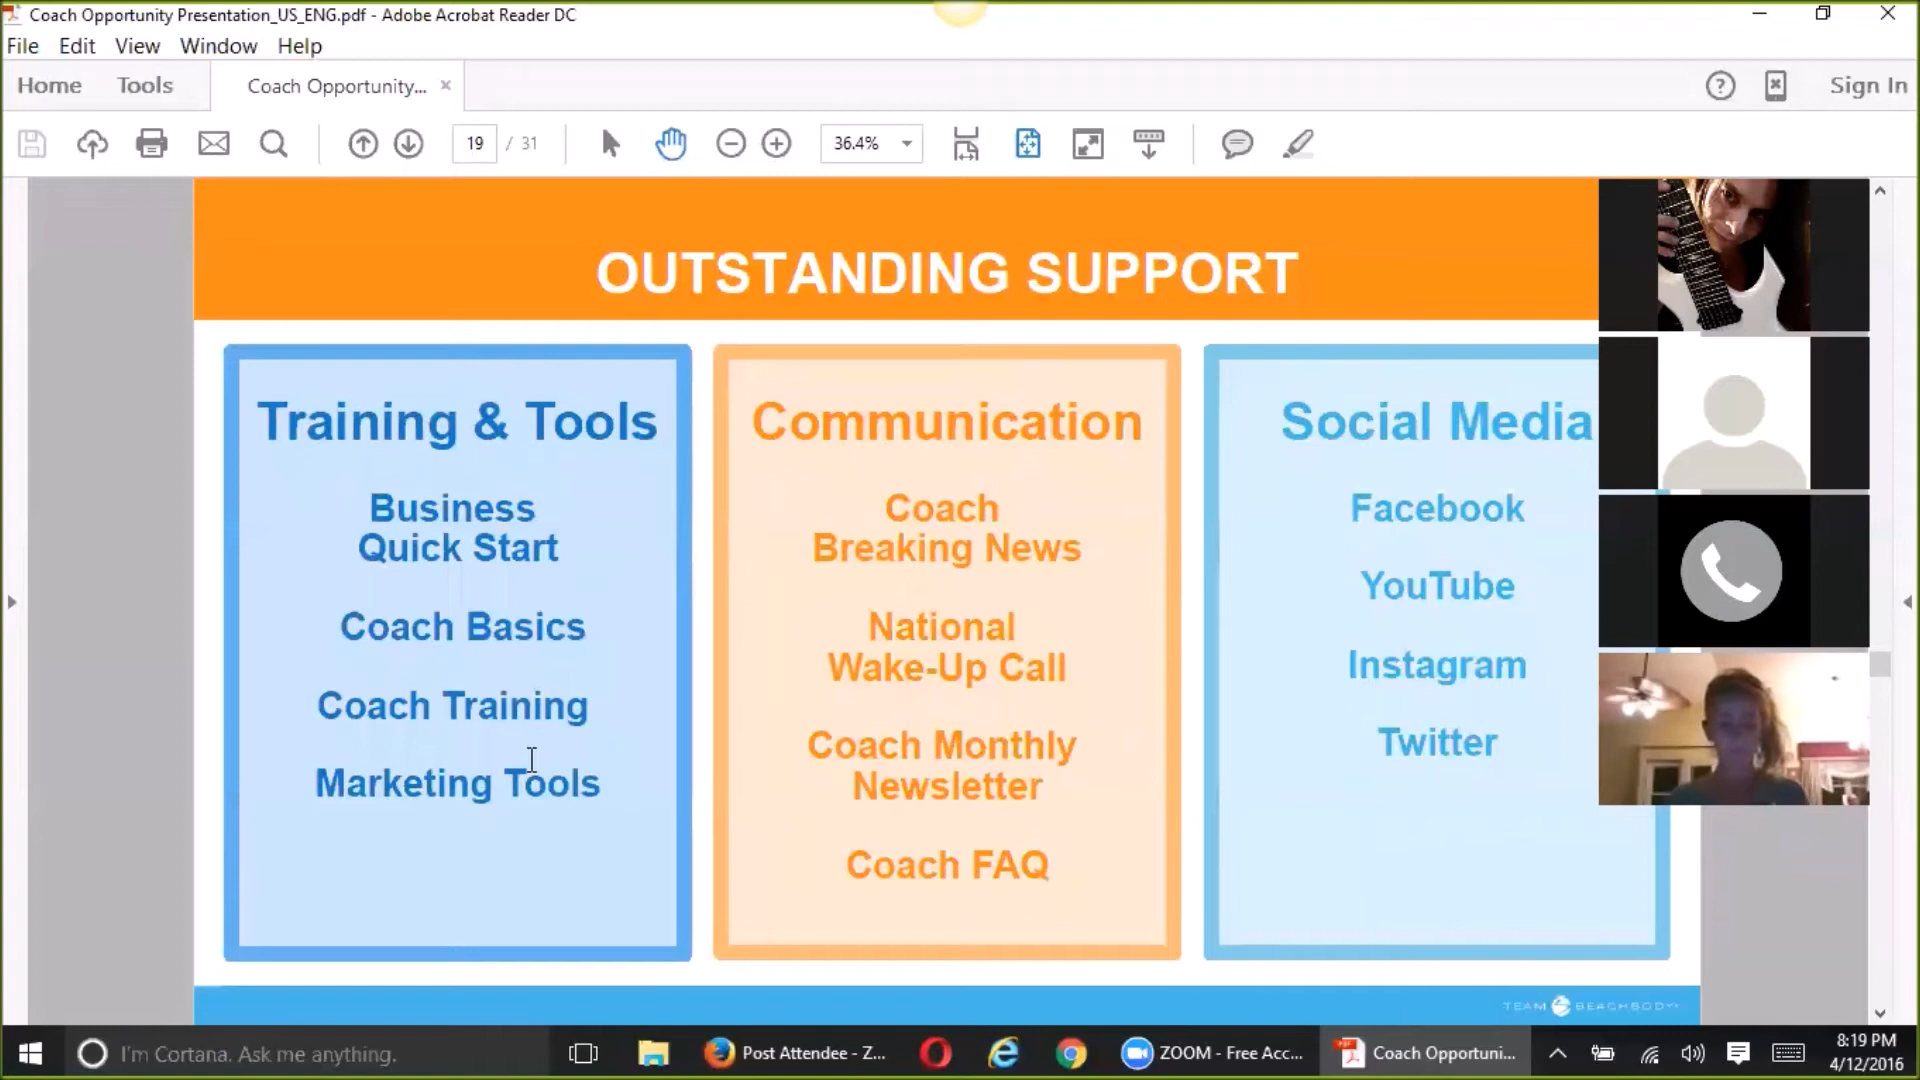 Coach Opportunity Presentation_US_ENG.pdf - Adobe Acrobat Reader DC
File Edit View Window Help
Home Tools Coach Opportunity... Sign In
19 / 31 36.4%
OUTSTANDING SUPPORT
Training & Tools
Business
Quick Start
Coach Basics
Coach Training
Marketing Tools
Communication
Coach
Breaking News
National
Wake-Up Call
Coach Monthly
Newsletter
Coach FAQ
Social Media
Facebook
YouTube
Instagram
Twitter
TEAM BEACHBODY
I'm Cortana. Ask me anything.
Post Attendee - Z...
ZOOM - Free Acc...
Coach Opportuni...
8:19 PM
4/12/2016